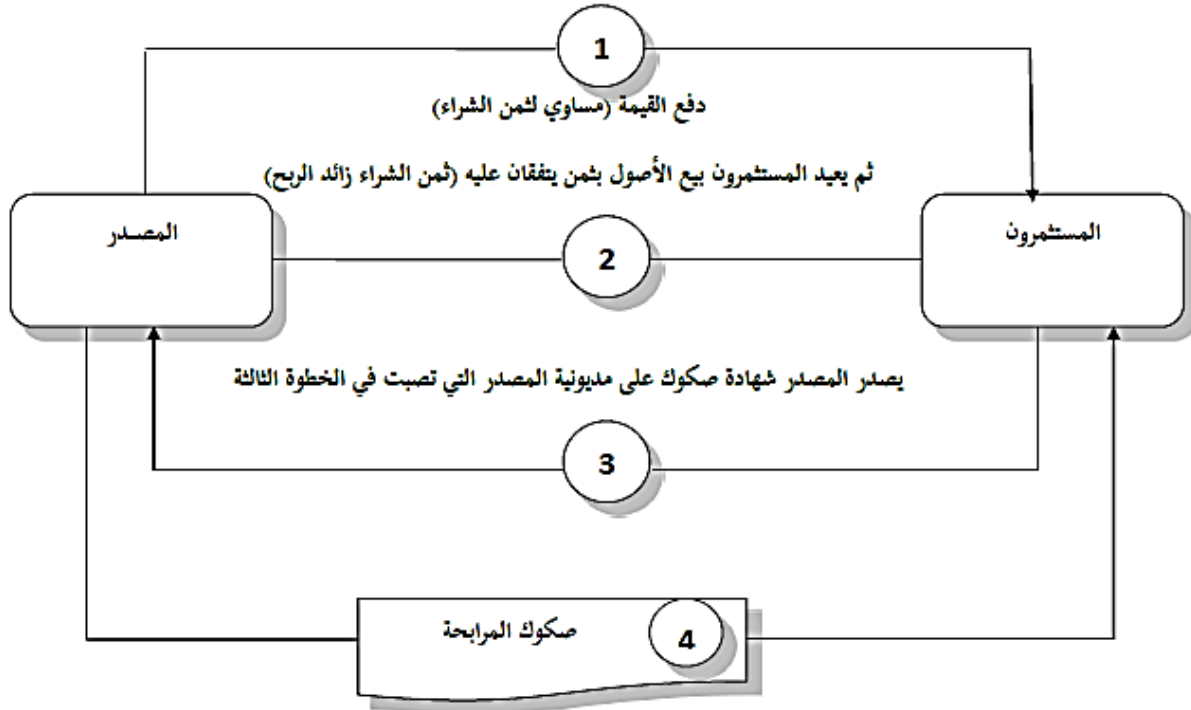 1
دفع القيمة (مساوي لثمن الشراء)
ثم يعيد المستثمرون بيع الأصول بثمن يتفقان عليه (ثمن الشراء زائد الربح)
المصدر
المستثمرون
2
يصدر المصدر شهادة صكوك على مديونية المصدر التي تصبت في الخطوة الثالثة
3
صكوك المرابحة
4